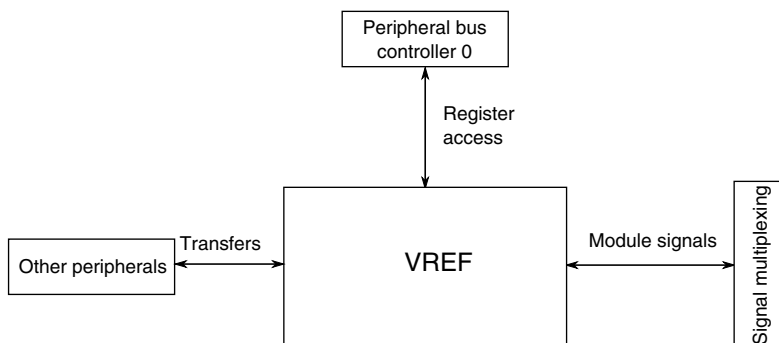 Peripheral bus
controller 0
Register
access
Transfers
Other peripherals
VREF
Module signals
Signal multiplexing